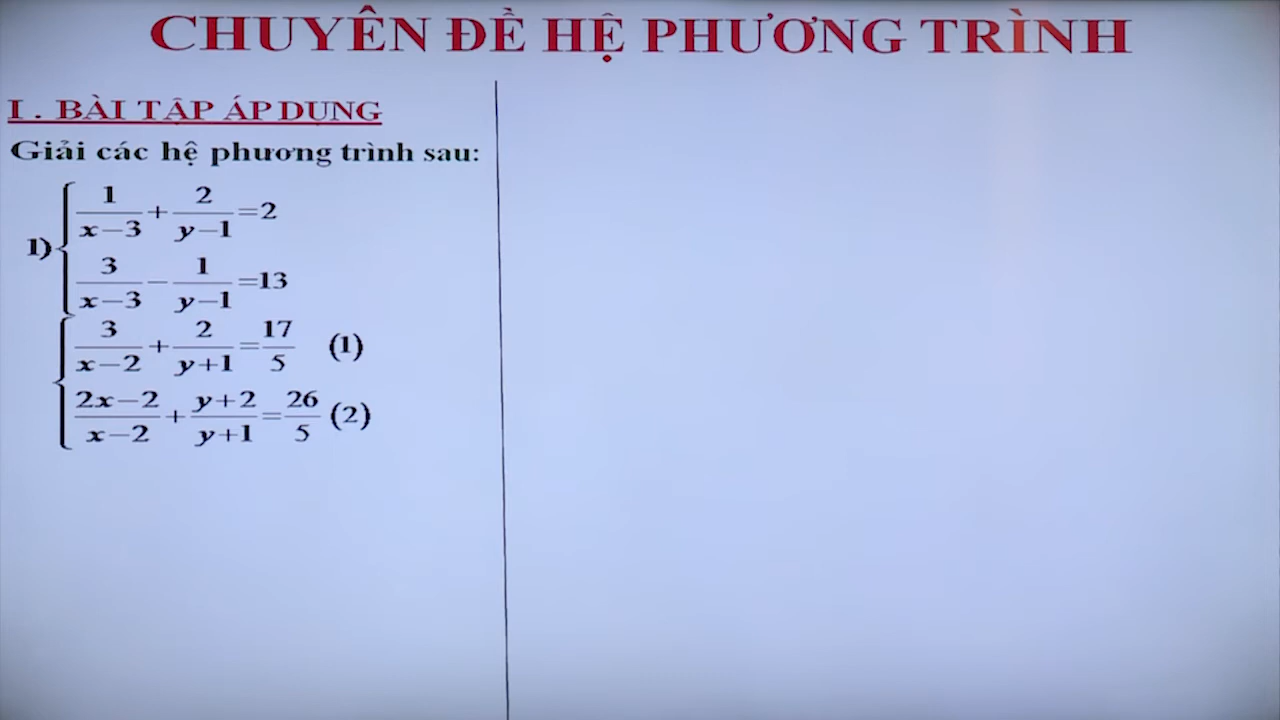 CHUYÊN ĐỀ HỆ PHƯƠNG TRÌNH
I . BÀI TẬP ÁP DỤNG
Giải các hệ phương trình sau:
1) { 1/(x−3) + 2/(y−1) = 2
3/(x−3) − 1/(y−1) = 13
{ 3/(x−2) + 2/(y+1) = 17/5 (1)
(2x−2)/(x−2) + (y+2)/(y+1) = 26/5 (2)